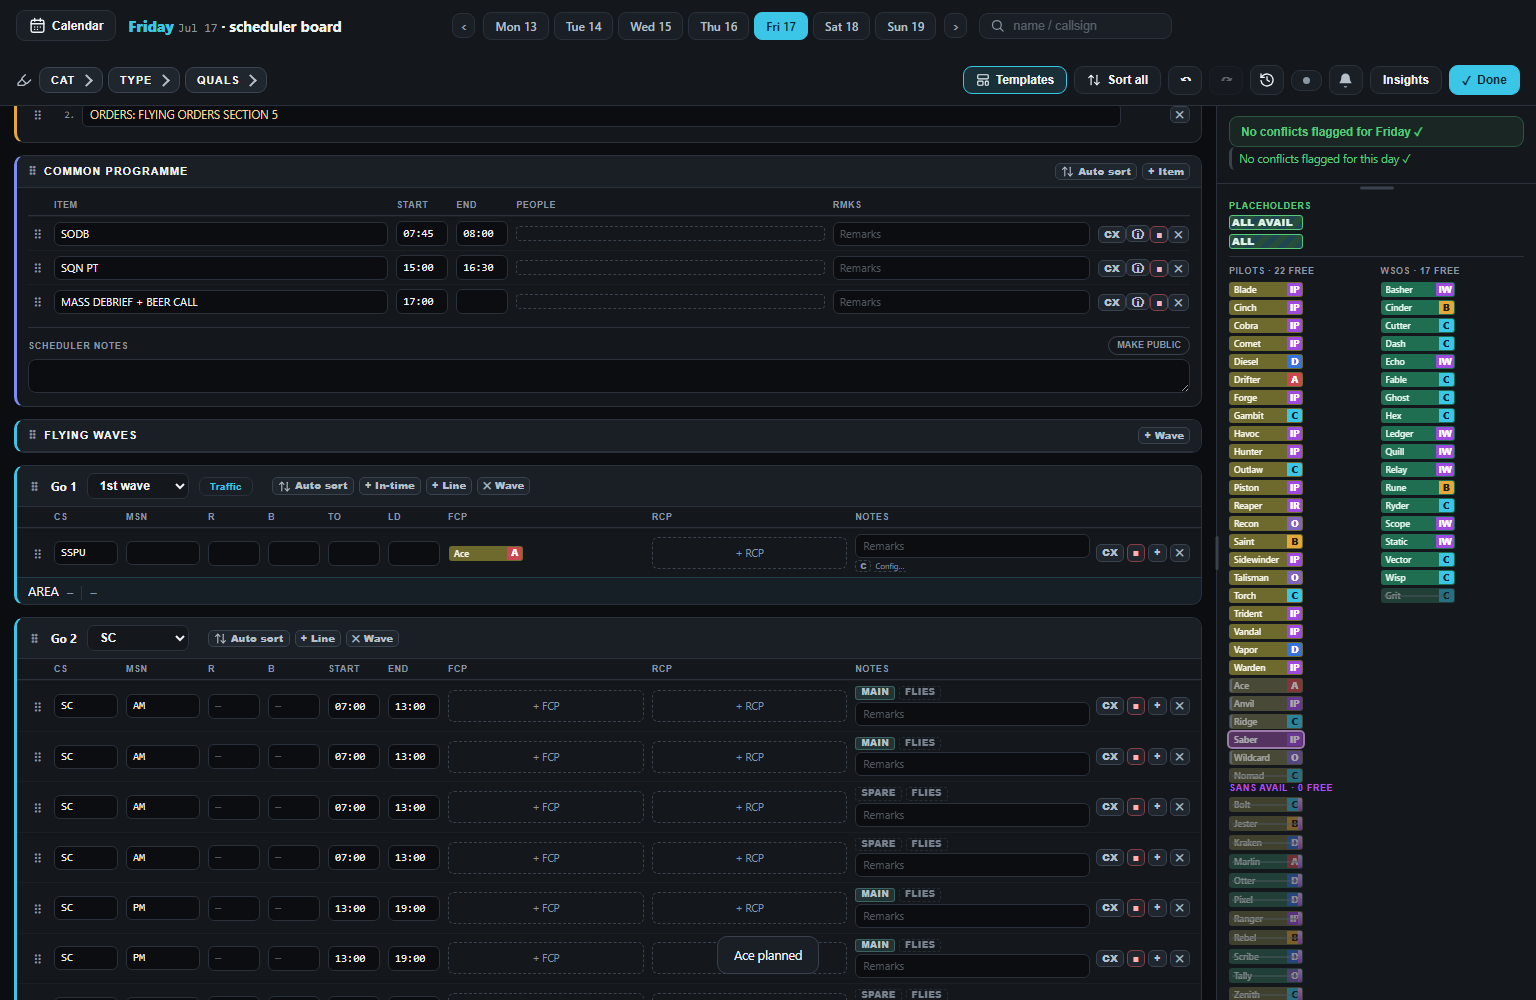 Calendar
Friday Jul 17 · scheduler board
‹ Mon 13 Tue 14 Wed 15 Thu 16 Fri 17 Sat 18 Sun 19 ›
name / callsign
CAT TYPE QUALS
Templates Sort all Insights ✓ Done
2. ORDERS: FLYING ORDERS SECTION 5
COMMON PROGRAMME
Auto sort + Item
ITEM START END PEOPLE RMKS
SODB 07:45 08:00 Remarks CX
SQN PT 15:00 16:30 Remarks CX
MASS DEBRIEF + BEER CALL 17:00 Remarks CX
SCHEDULER NOTES MAKE PUBLIC
FLYING WAVES + Wave
Go 1 1st wave Traffic Auto sort + In-time + Line X Wave
CS MSN R B TO LD FCP RCP NOTES
SSPU Ace A + RCP Remarks CX
C Config...
AREA – –
Go 2 SC Auto sort + Line X Wave
CS MSN R B START END FCP RCP NOTES
MAIN FLIES
SC AM – – 07:00 13:00 + FCP + RCP Remarks CX
MAIN FLIES
SC AM – – 07:00 13:00 + FCP + RCP Remarks CX
SPARE FLIES
SC AM – – 07:00 13:00 + FCP + RCP Remarks CX
SPARE FLIES
SC AM – – 07:00 13:00 + FCP + RCP Remarks CX
MAIN FLIES
SC PM – – 13:00 19:00 + FCP + RCP Remarks CX
MAIN FLIES
SC PM – – 13:00 19:00 + FCP Remarks CX
Ace planned
SPARE FLIES
No conflicts flagged for Friday ✓
No conflicts flagged for this day ✓
PLACEHOLDERS
ALL AVAIL
ALL
PILOTS · 22 FREE
Blade IP
Cinch IP
Cobra IP
Comet IP
Diesel D
Drifter A
Forge IP
Gambit C
Havoc IP
Hunter IP
Outlaw C
Piston IP
Reaper IR
Recon O
Saint B
Sidewinder IP
Talisman O
Torch C
Trident IP
Vandal IP
Vapor D
Warden IP
Ace A
Anvil IP
Ridge C
Saber IP
Wildcard O
Nomad C
WSOS · 17 FREE
Basher IW
Cinder B
Cutter C
Dash C
Echo IW
Fable C
Ghost C
Hex C
Ledger IW
Quill IW
Relay IW
Rune B
Ryder C
Scope IW
Static IW
Vector C
Wisp C
Grit C
SANS AVAIL · 0 FREE
Bolt C
Jester B
Kraken D
Marlin A
Otter D
Pixel D
Ranger IP
Rebel B
Scribe D
Tally O
Zenith C